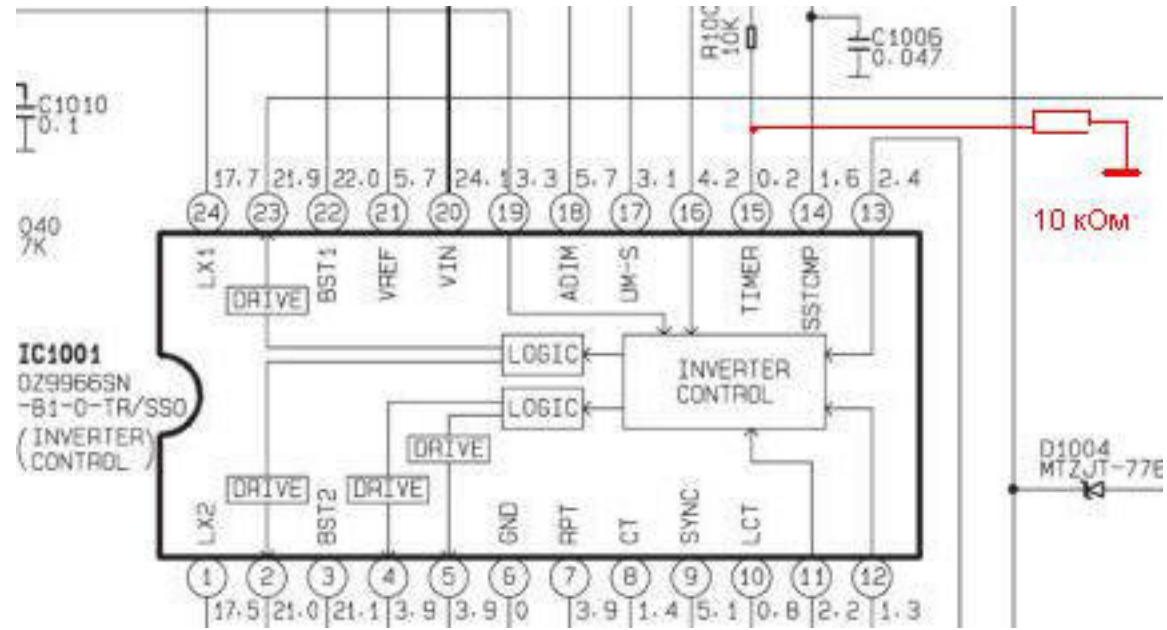 R100
10K
C1006
0.047
C1010
0.1
10 кОм
17.7 21.9 22.0 5.7 24.1 3.3 5.7 3.1 4.2 0.2 1.6 2.4
24 23 22 21 20 19 18 17 16 15 14 13
040
7K
LX1 BST1 VREF VIN ADIM UM-S TIMER SSTCMP
DRIVE
IC1001
OZ9966SN
-B1-0-TR/SSO
(INVERTER
CONTROL)
LOGIC
INVERTER
CONTROL
LOGIC
DRIVE
D1004
MTZJT-77B
DRIVE DRIVE
LX2 BST2 GND RPT CT SYNC LCT
1 2 3 4 5 6 7 8 9 10 11 12
17.5 21.0 21.1 3.9 3.9 0 3.9 1.4 5.1 0.8 2.2 1.3